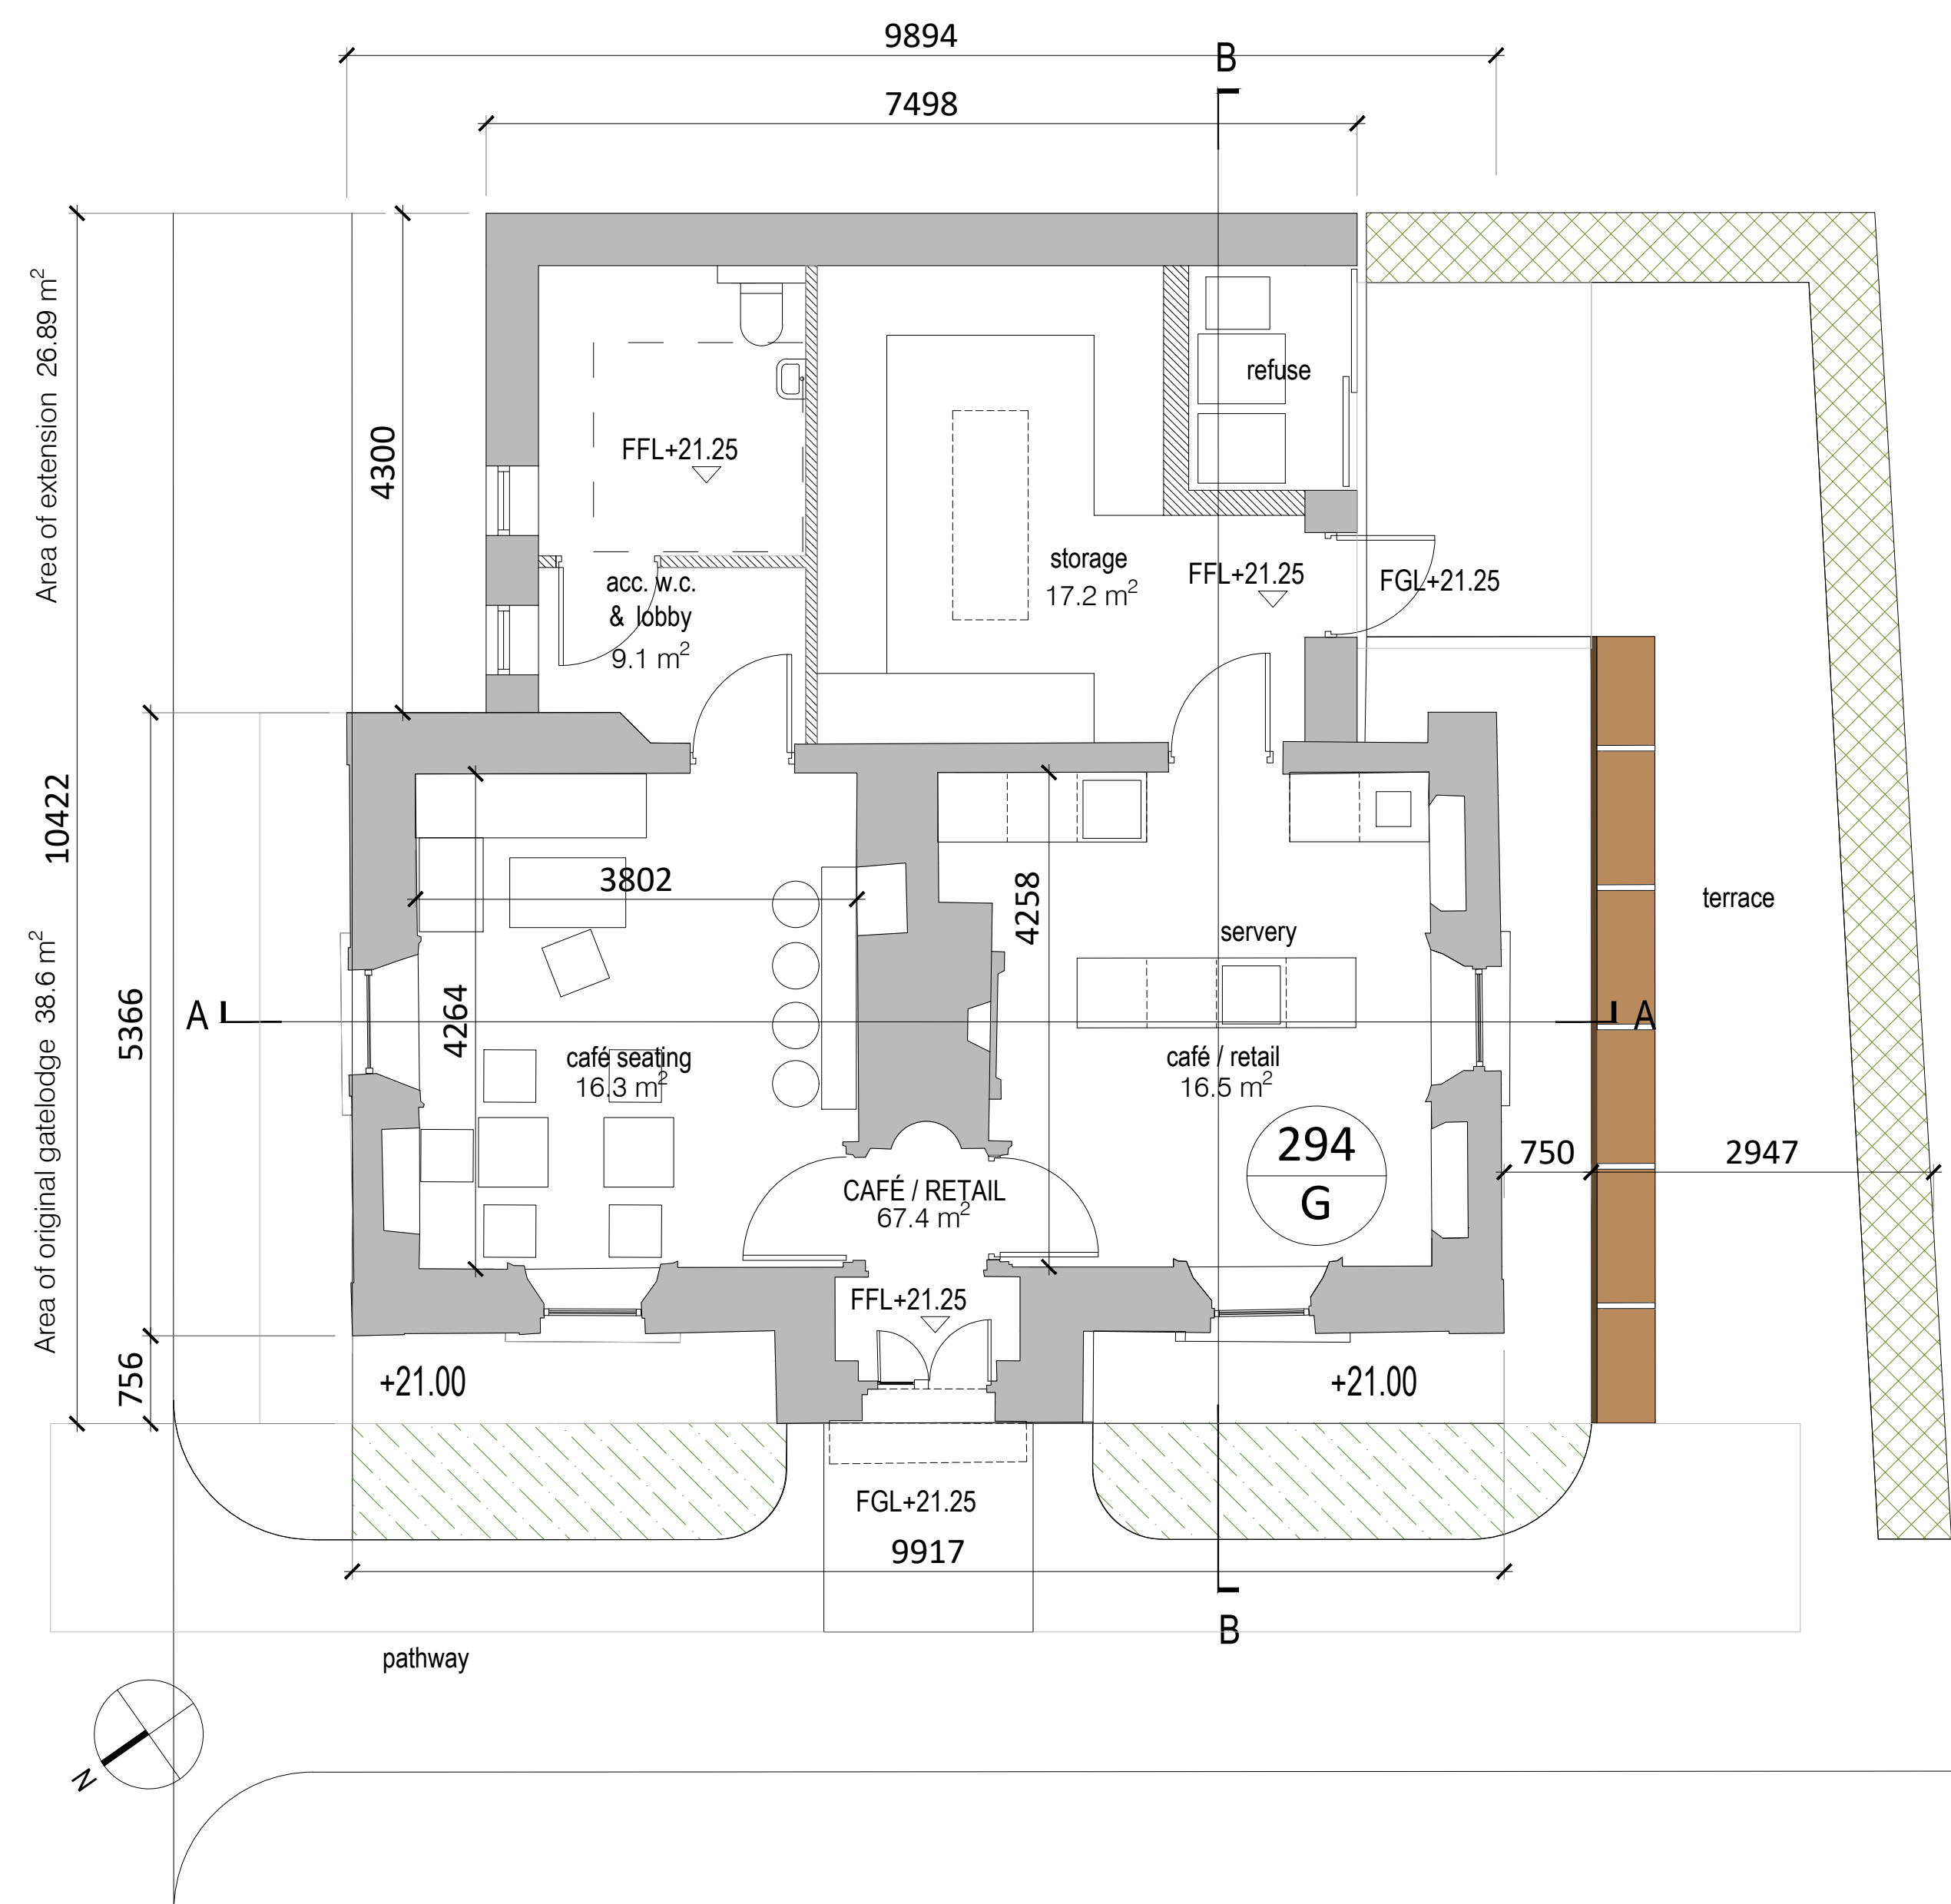 9894
B
7498
Area of extension 26.89 m²
4300
refuse
FFL+21.25
storage
17.2 m²
FFL+21.25
FGL+21.25
acc. w.c.
& lobby
9.1 m²
10422
3802
4258
terrace
servery
Area of original gatelodge 38.6 m²
5366
A
4264
A
café seating
16.3 m²
café / retail
16.5 m²
294
G
750
2947
CAFÉ / RETAIL
67.4 m²
FFL+21.25
756
+21.00
+21.00
FGL+21.25
9917
B
pathway
N